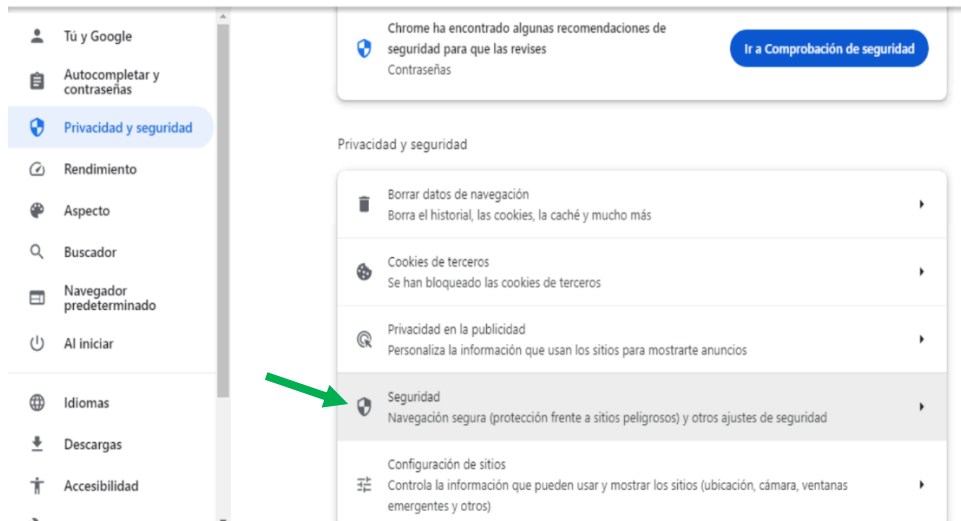 Tú y Google
Autocompletar y
contraseñas
Privacidad y seguridad
Rendimiento
Aspecto
Buscador
Navegador
predeterminado
Al iniciar
Idiomas
Descargas
Accesibilidad
Chrome ha encontrado algunas recomendaciones de
seguridad para que las revises
Contraseñas
Ir a Comprobación de seguridad
Privacidad y seguridad
Borrar datos de navegación
Borra el historial, las cookies, la caché y mucho más
Cookies de terceros
Se han bloqueado las cookies de terceros
Privacidad en la publicidad
Personaliza la información que usan los sitios para mostrarte anuncios
Seguridad
Navegación segura (protección frente a sitios peligrosos) y otros ajustes de seguridad
Configuración de sitios
Controla la información que pueden usar y mostrar los sitios (ubicación, cámara, ventanas
emergentes y otros)